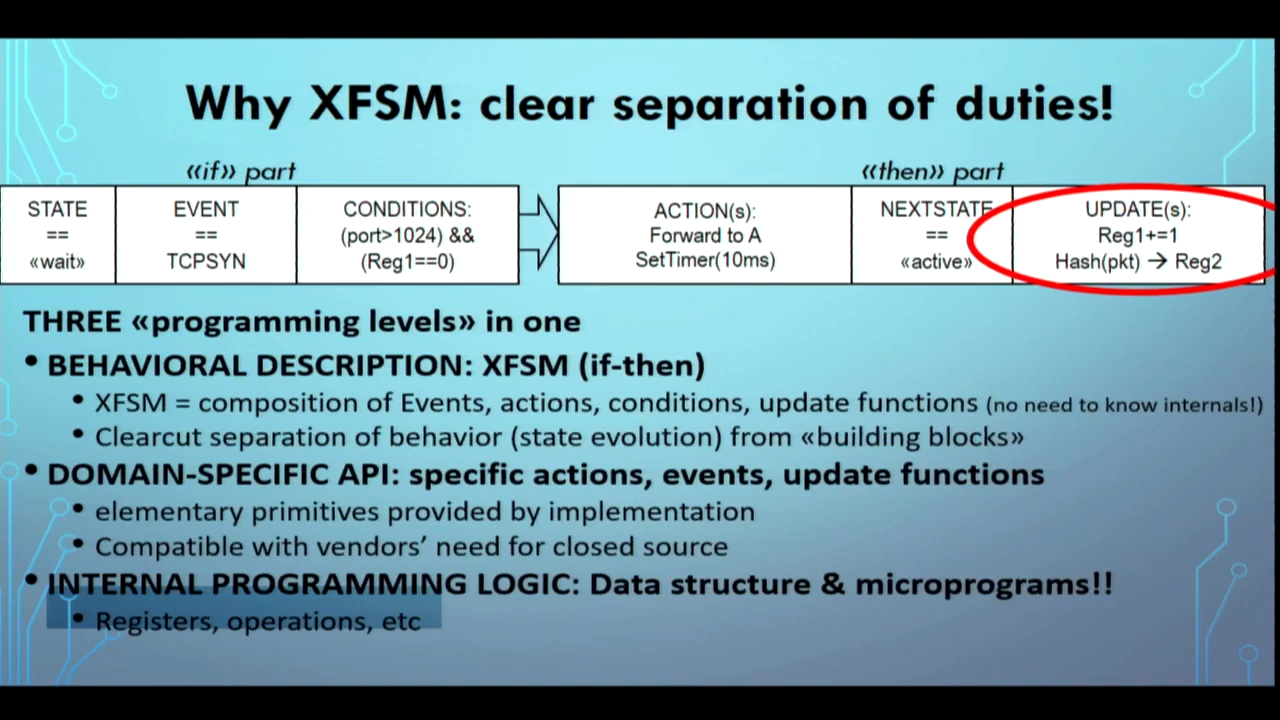 Why XFSM: clear separation of duties!
«if» part
«then» part
STATE
==
«wait»
EVENT
==
TCPSYN
CONDITIONS:
(port>1024) &&
(Reg1==0)
ACTION(s):
Forward to A
SetTimer(10ms)
NEXTSTATE
==
«active»
UPDATE(s):
Reg1+=1
Hash(pkt) → Reg2
THREE «programming levels» in one
• BEHAVIORAL DESCRIPTION: XFSM (if-then)
• XFSM = composition of Events, actions, conditions, update functions (no need to know internals!)
• Clearcut separation of behavior (state evolution) from «building blocks»
• DOMAIN-SPECIFIC API: specific actions, events, update functions
• elementary primitives provided by implementation
• Compatible with vendors’ need for closed source
• INTERNAL PROGRAMMING LOGIC: Data structure & microprograms!!
• Registers, operations, etc